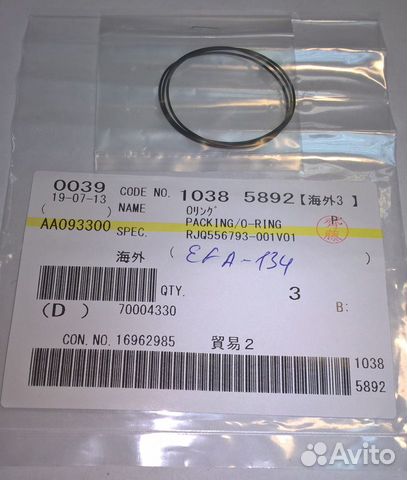 0039 CODE NO. 1038 5892【海外3】
19-07-13 NAME Oリング
( ) PACKING/O-RING P:
AA093300 SPEC. RJQ556793-001V01
海外 ( EFA-134 )
QTY. 3 B:
(D) 70004330
CON.NO.16962985 貿易2
1038
5892
Avito